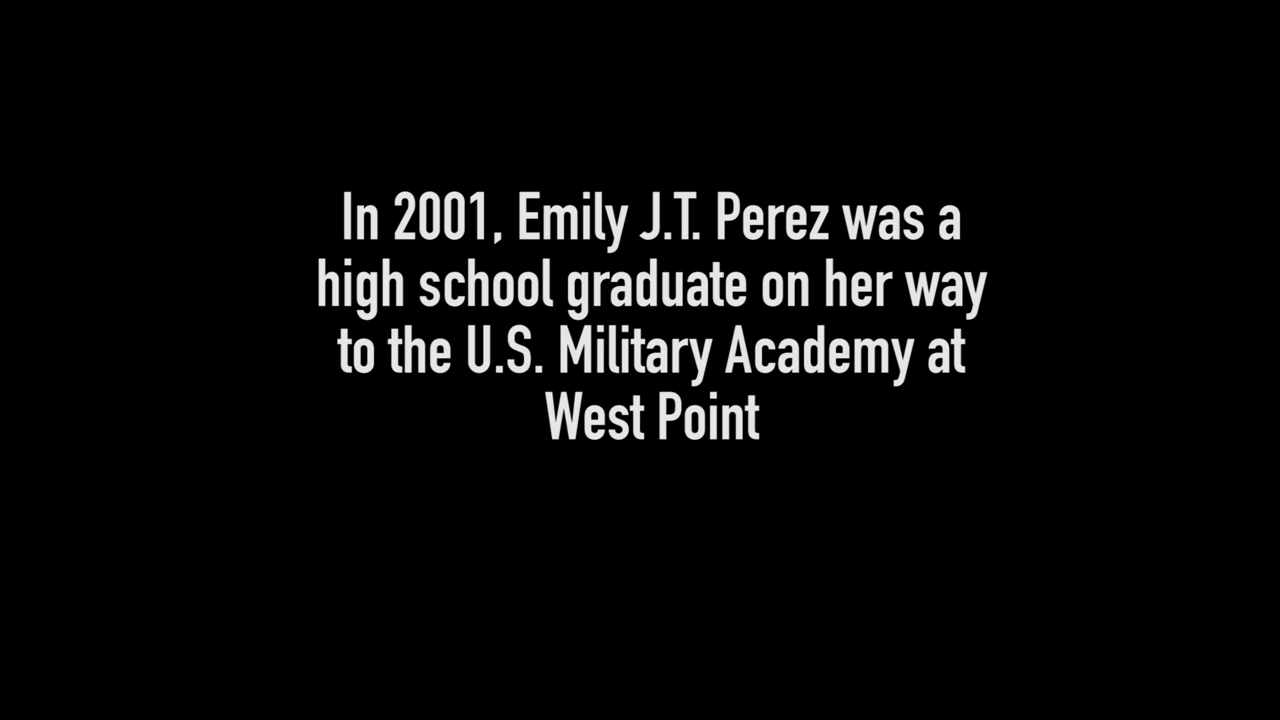 In 2001, Emily J.T. Perez was a
high school graduate on her way
to the U.S. Military Academy at
West Point